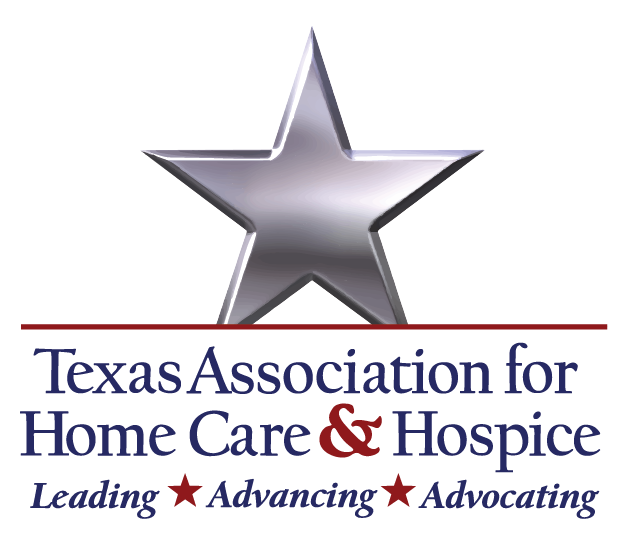 Texas Association for
Home Care & Hospice
Leading ★ Advancing ★ Advocating